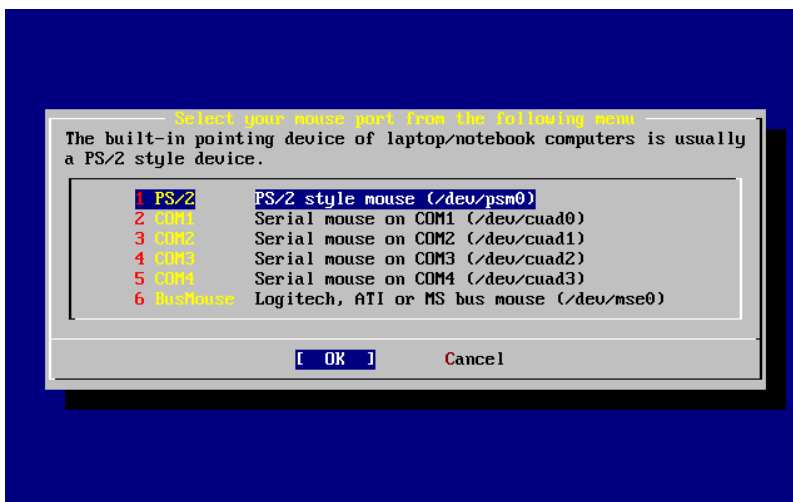 Select your mouse port from the following menu
The built-in pointing device of laptop/notebook computers is usually
a PS/2 style device.
1 PS/2 PS/2 style mouse (/dev/psm0)
2 COM1 Serial mouse on COM1 (/dev/cuad0)
3 COM2 Serial mouse on COM2 (/dev/cuad1)
4 COM3 Serial mouse on COM3 (/dev/cuad2)
5 COM4 Serial mouse on COM4 (/dev/cuad3)
6 BusMouse Logitech, ATI or MS bus mouse (/dev/mse0)
[ OK ] Cancel